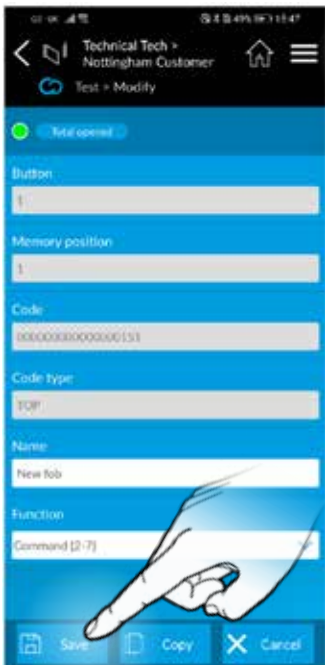 Technical Tech >
Nottingham Customer
Test > Modify
Total opened
Button
1
Memory position
1
Code
Code type
TOP
Name
New fob
Function
Command [2-7]
Save
Copy
Cancel